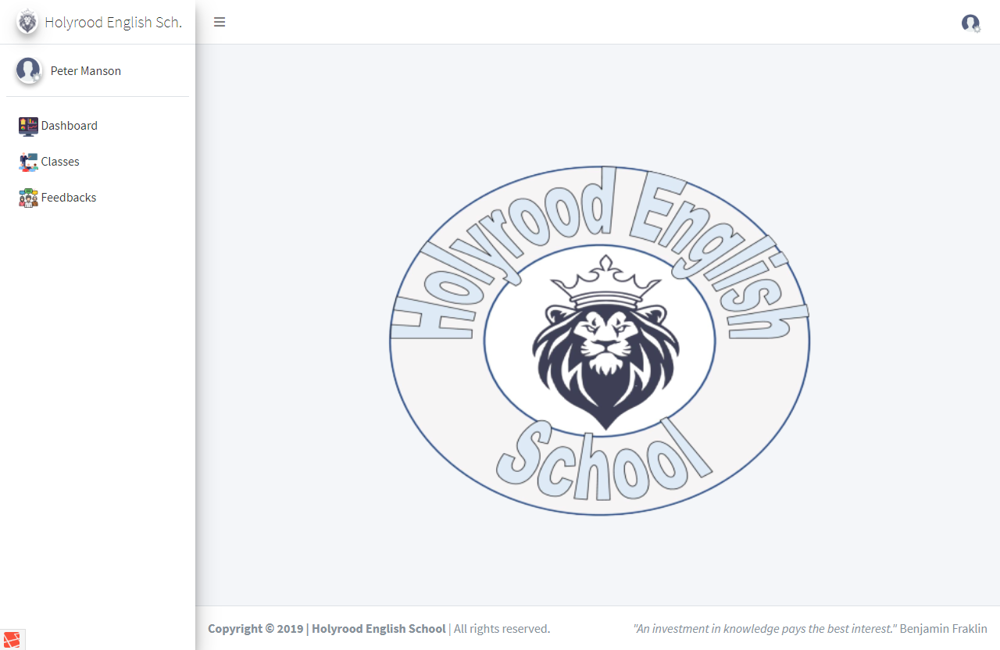 Holyrood English Sch.
Peter Manson
Dashboard
Classes
Feedbacks
Holyrood English
School
Copyright © 2019 | Holyrood English School | All rights reserved.
"An investment in knowledge pays the best interest." Benjamin Fraklin